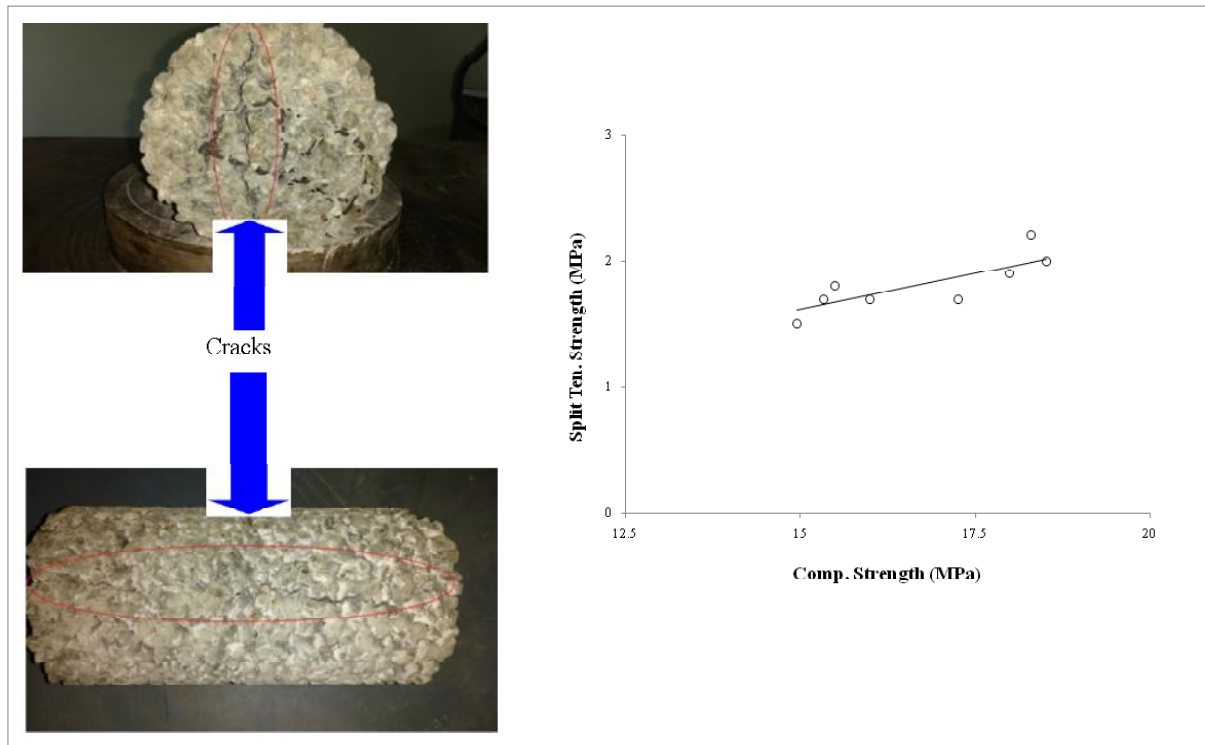 Cracks
3
2
1
0
Split Ten. Strength (MPa)
12.5 15 17.5 20
Comp. Strength (MPa)